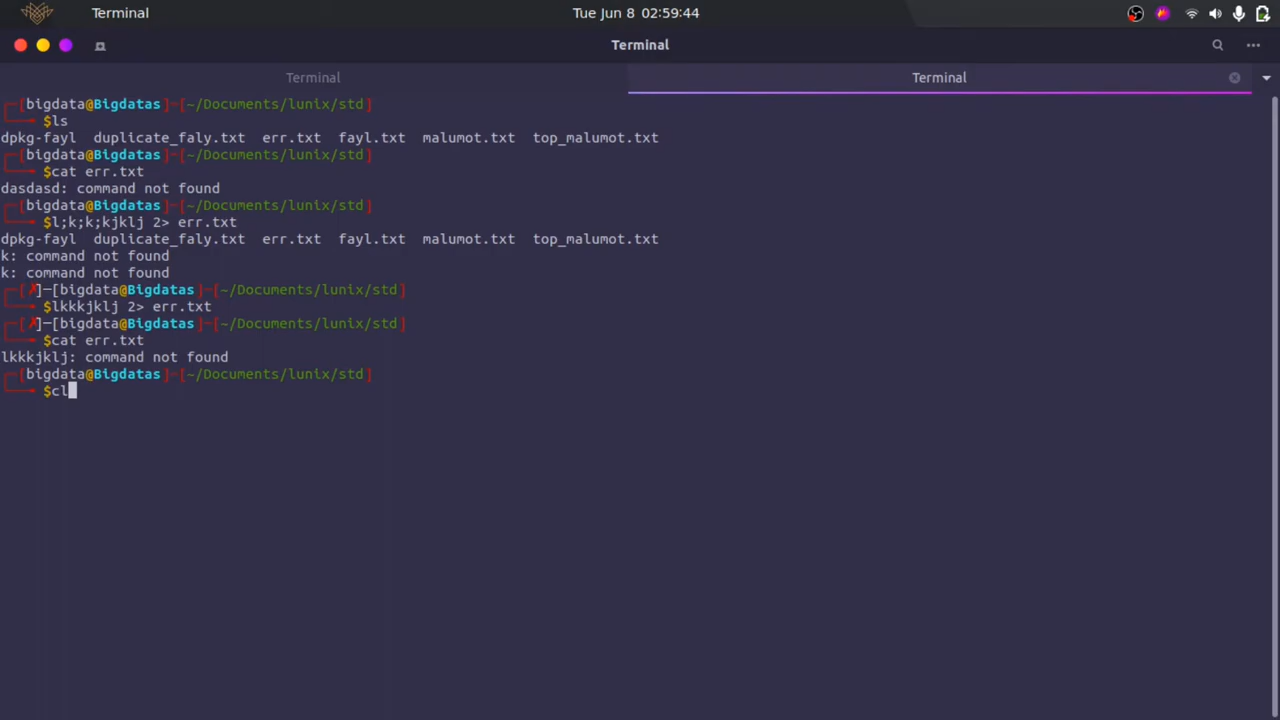 Terminal
Tue Jun 8 02:59:44
Terminal
Terminal
Terminal
[bigdata@Bigdatas]─[~/Documents/lunix/std]
$ls
dpkg-fayl duplicate_faly.txt err.txt fayl.txt malumot.txt top_malumot.txt
[bigdata@Bigdatas]─[~/Documents/lunix/std]
$cat err.txt
dasdasd: command not found
[bigdata@Bigdatas]─[~/Documents/lunix/std]
$l;k;k;kjklj 2> err.txt
dpkg-fayl duplicate_faly.txt err.txt fayl.txt malumot.txt top_malumot.txt
k: command not found
k: command not found
[✗]─[bigdata@Bigdatas]─[~/Documents/lunix/std]
$lkkkjklj 2> err.txt
[✗]─[bigdata@Bigdatas]─[~/Documents/lunix/std]
$cat err.txt
lkkkjklj: command not found
[bigdata@Bigdatas]─[~/Documents/lunix/std]
$cl